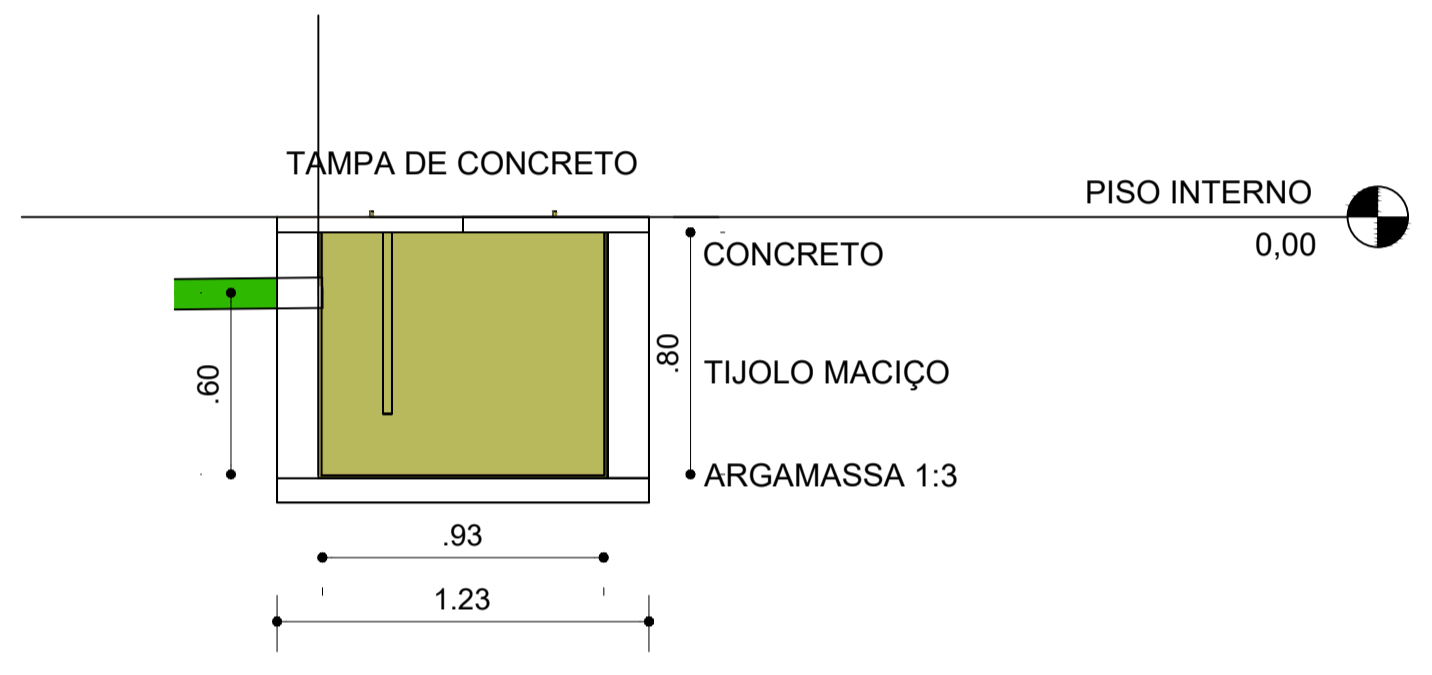 TAMPA DE CONCRETO
PISO INTERNO
0,00
CONCRETO
.60
.80
TIJOLO MACIÇO
ARGAMASSA 1:3
.93
1.23